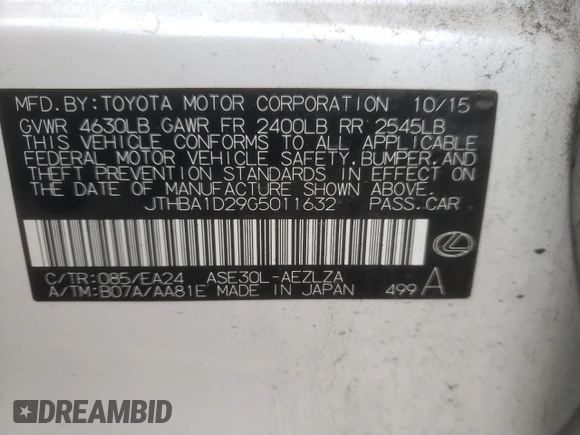 MFD.BY:TOYOTA MOTOR CORPORATION 10/15
GVWR 4630LB GAWR FR 2400LB RR 2545LB
THIS VEHICLE CONFORMS TO ALL APPLICABLE
FEDERAL MOTOR VEHICLE SAFETY,BUMPER,AND
THEFT PREVENTION STANDARDS IN EFFECT ON
THE DATE OF MANUFACTURE SHOWN ABOVE.
JTHBA1D29G5011632 PASS.CAR
C/TR:085/EA24 ASE30L-AEZLZA
A/TM:B07A/AA81E MADE IN JAPAN 499 A
DREAMBID